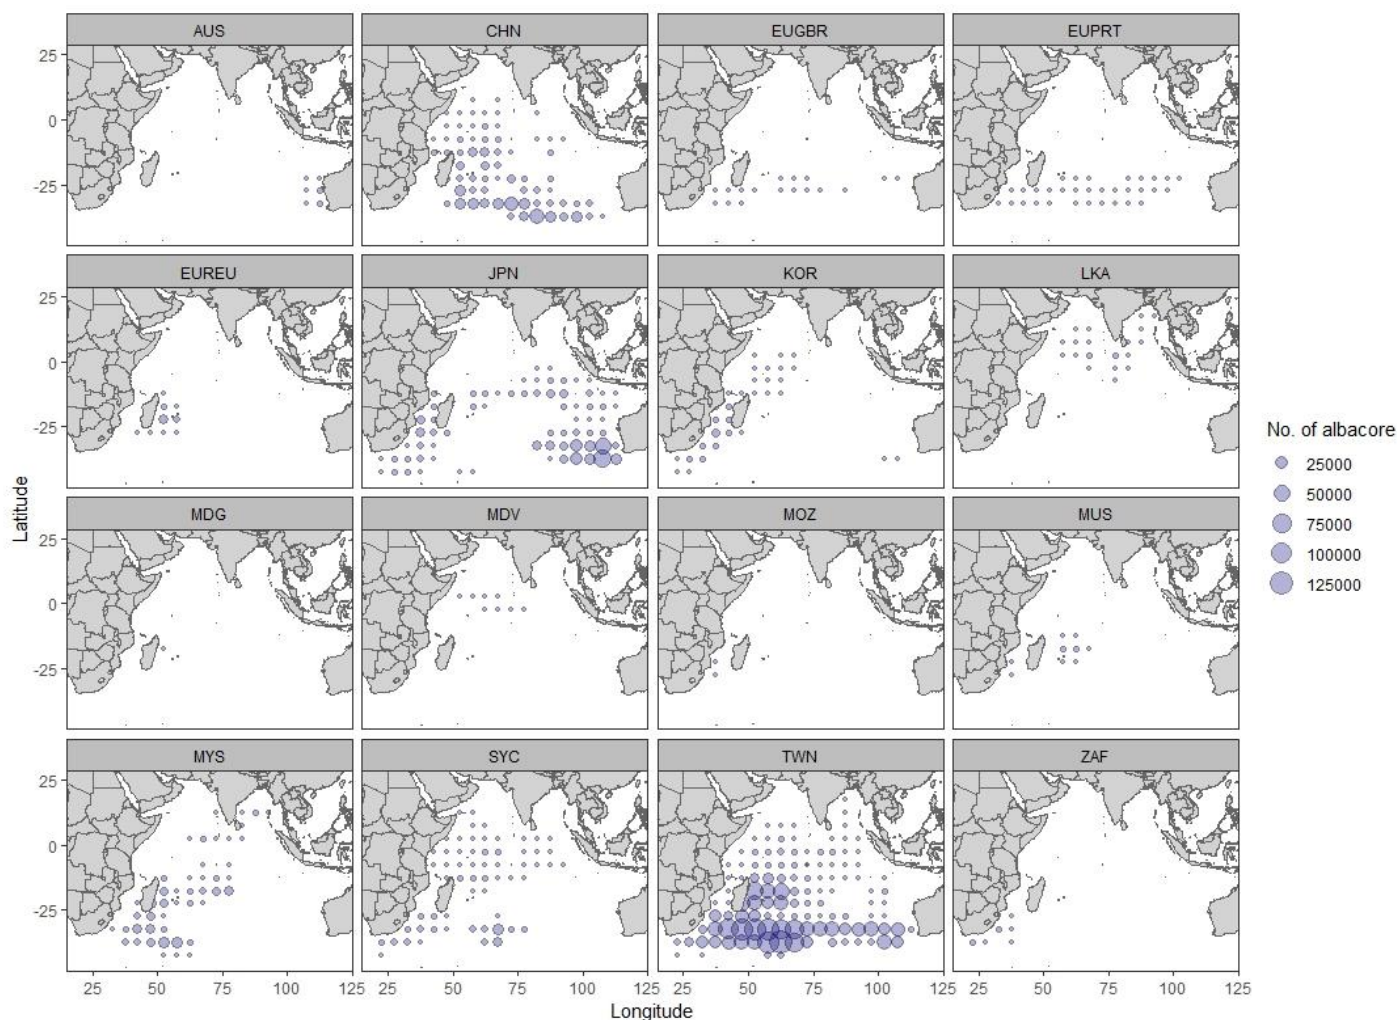 AUS CHN EUGBR EUPRT
25
0
-25
EUREU JPN KOR LKA
25
0
-25
MDG MDV MOZ MUS
25
0
-25
MYS SYC TWN ZAF
25
0
-25
25 50 75 100 125 25 50 75 100 125 25 50 75 100 125 25 50 75 100 125
Longitude
Latitude
No. of albacore
25000
50000
75000
100000
125000